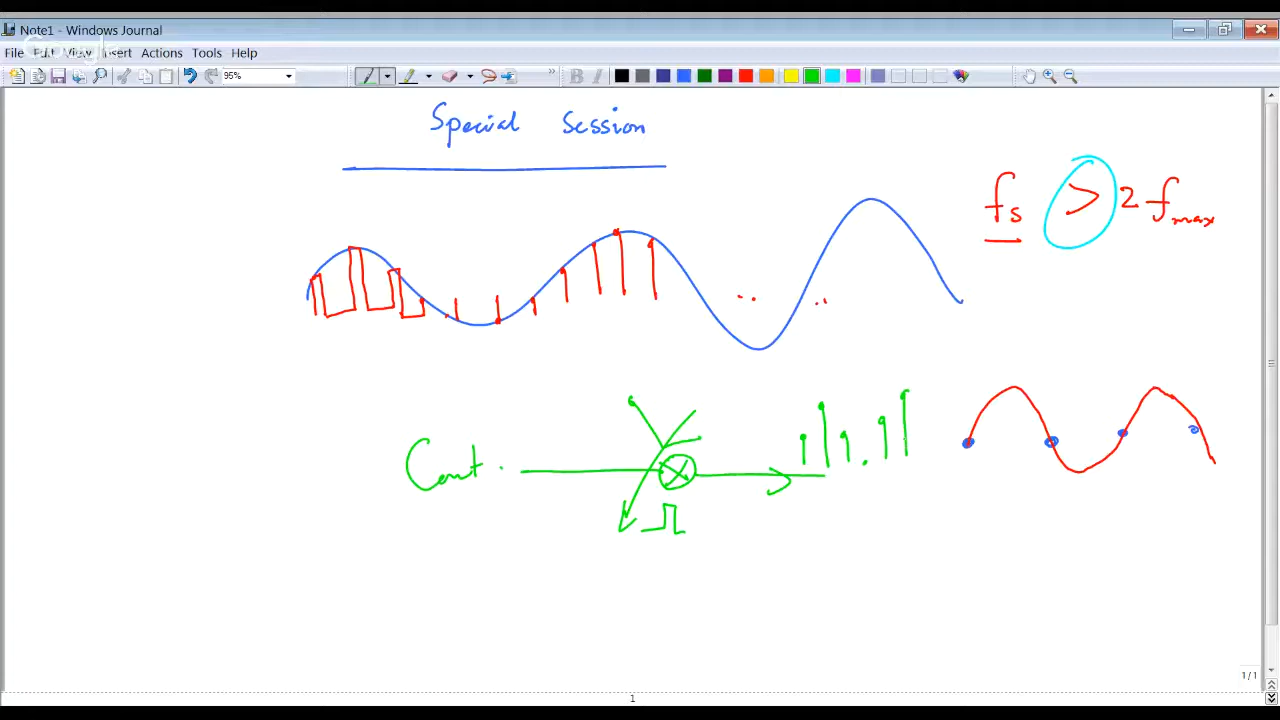 Note1 - Windows Journal
File Edit View Insert Actions Tools Help
Google
95%
Special Session
fs > 2 fmax
Cont.
1/1
1